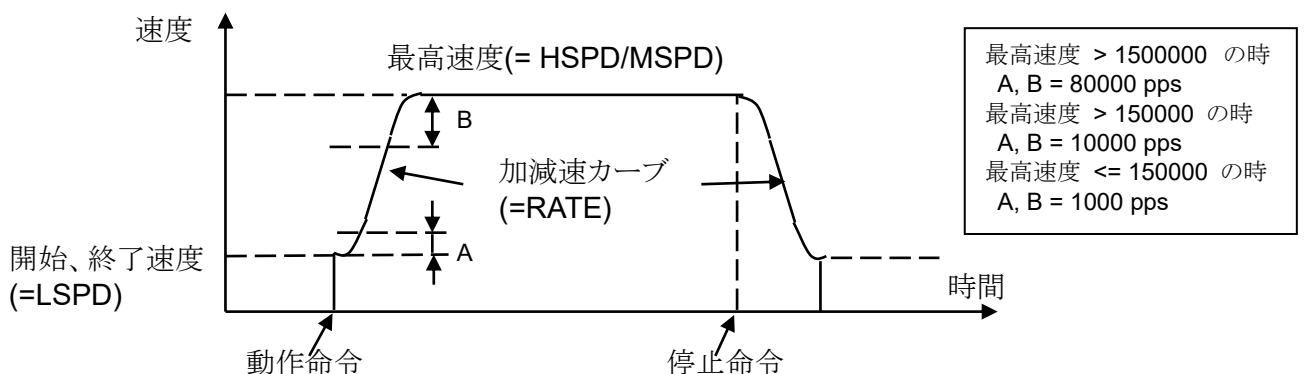 速度
最高速度(= HSPD/MSPD)
B
加減速カーブ
(=RATE)
A
開始、終了速度
(=LSPD)
時間
動作命令
停止命令
最高速度 > 1500000 の時
A, B = 80000 pps
最高速度 > 150000 の時
A, B = 10000 pps
最高速度 <= 150000 の時
A, B = 1000 pps